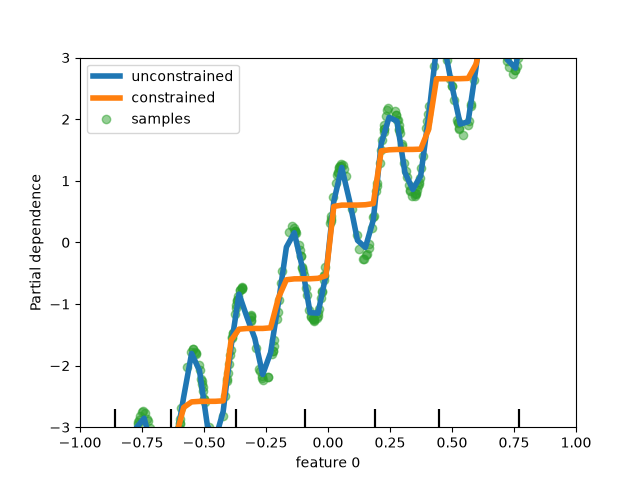 unconstrained
constrained
samples
3
2
1
0
−1
−2
−3
Partial dependence
−1.00 −0.75 −0.50 −0.25 0.00 0.25 0.50 0.75 1.00
feature 0